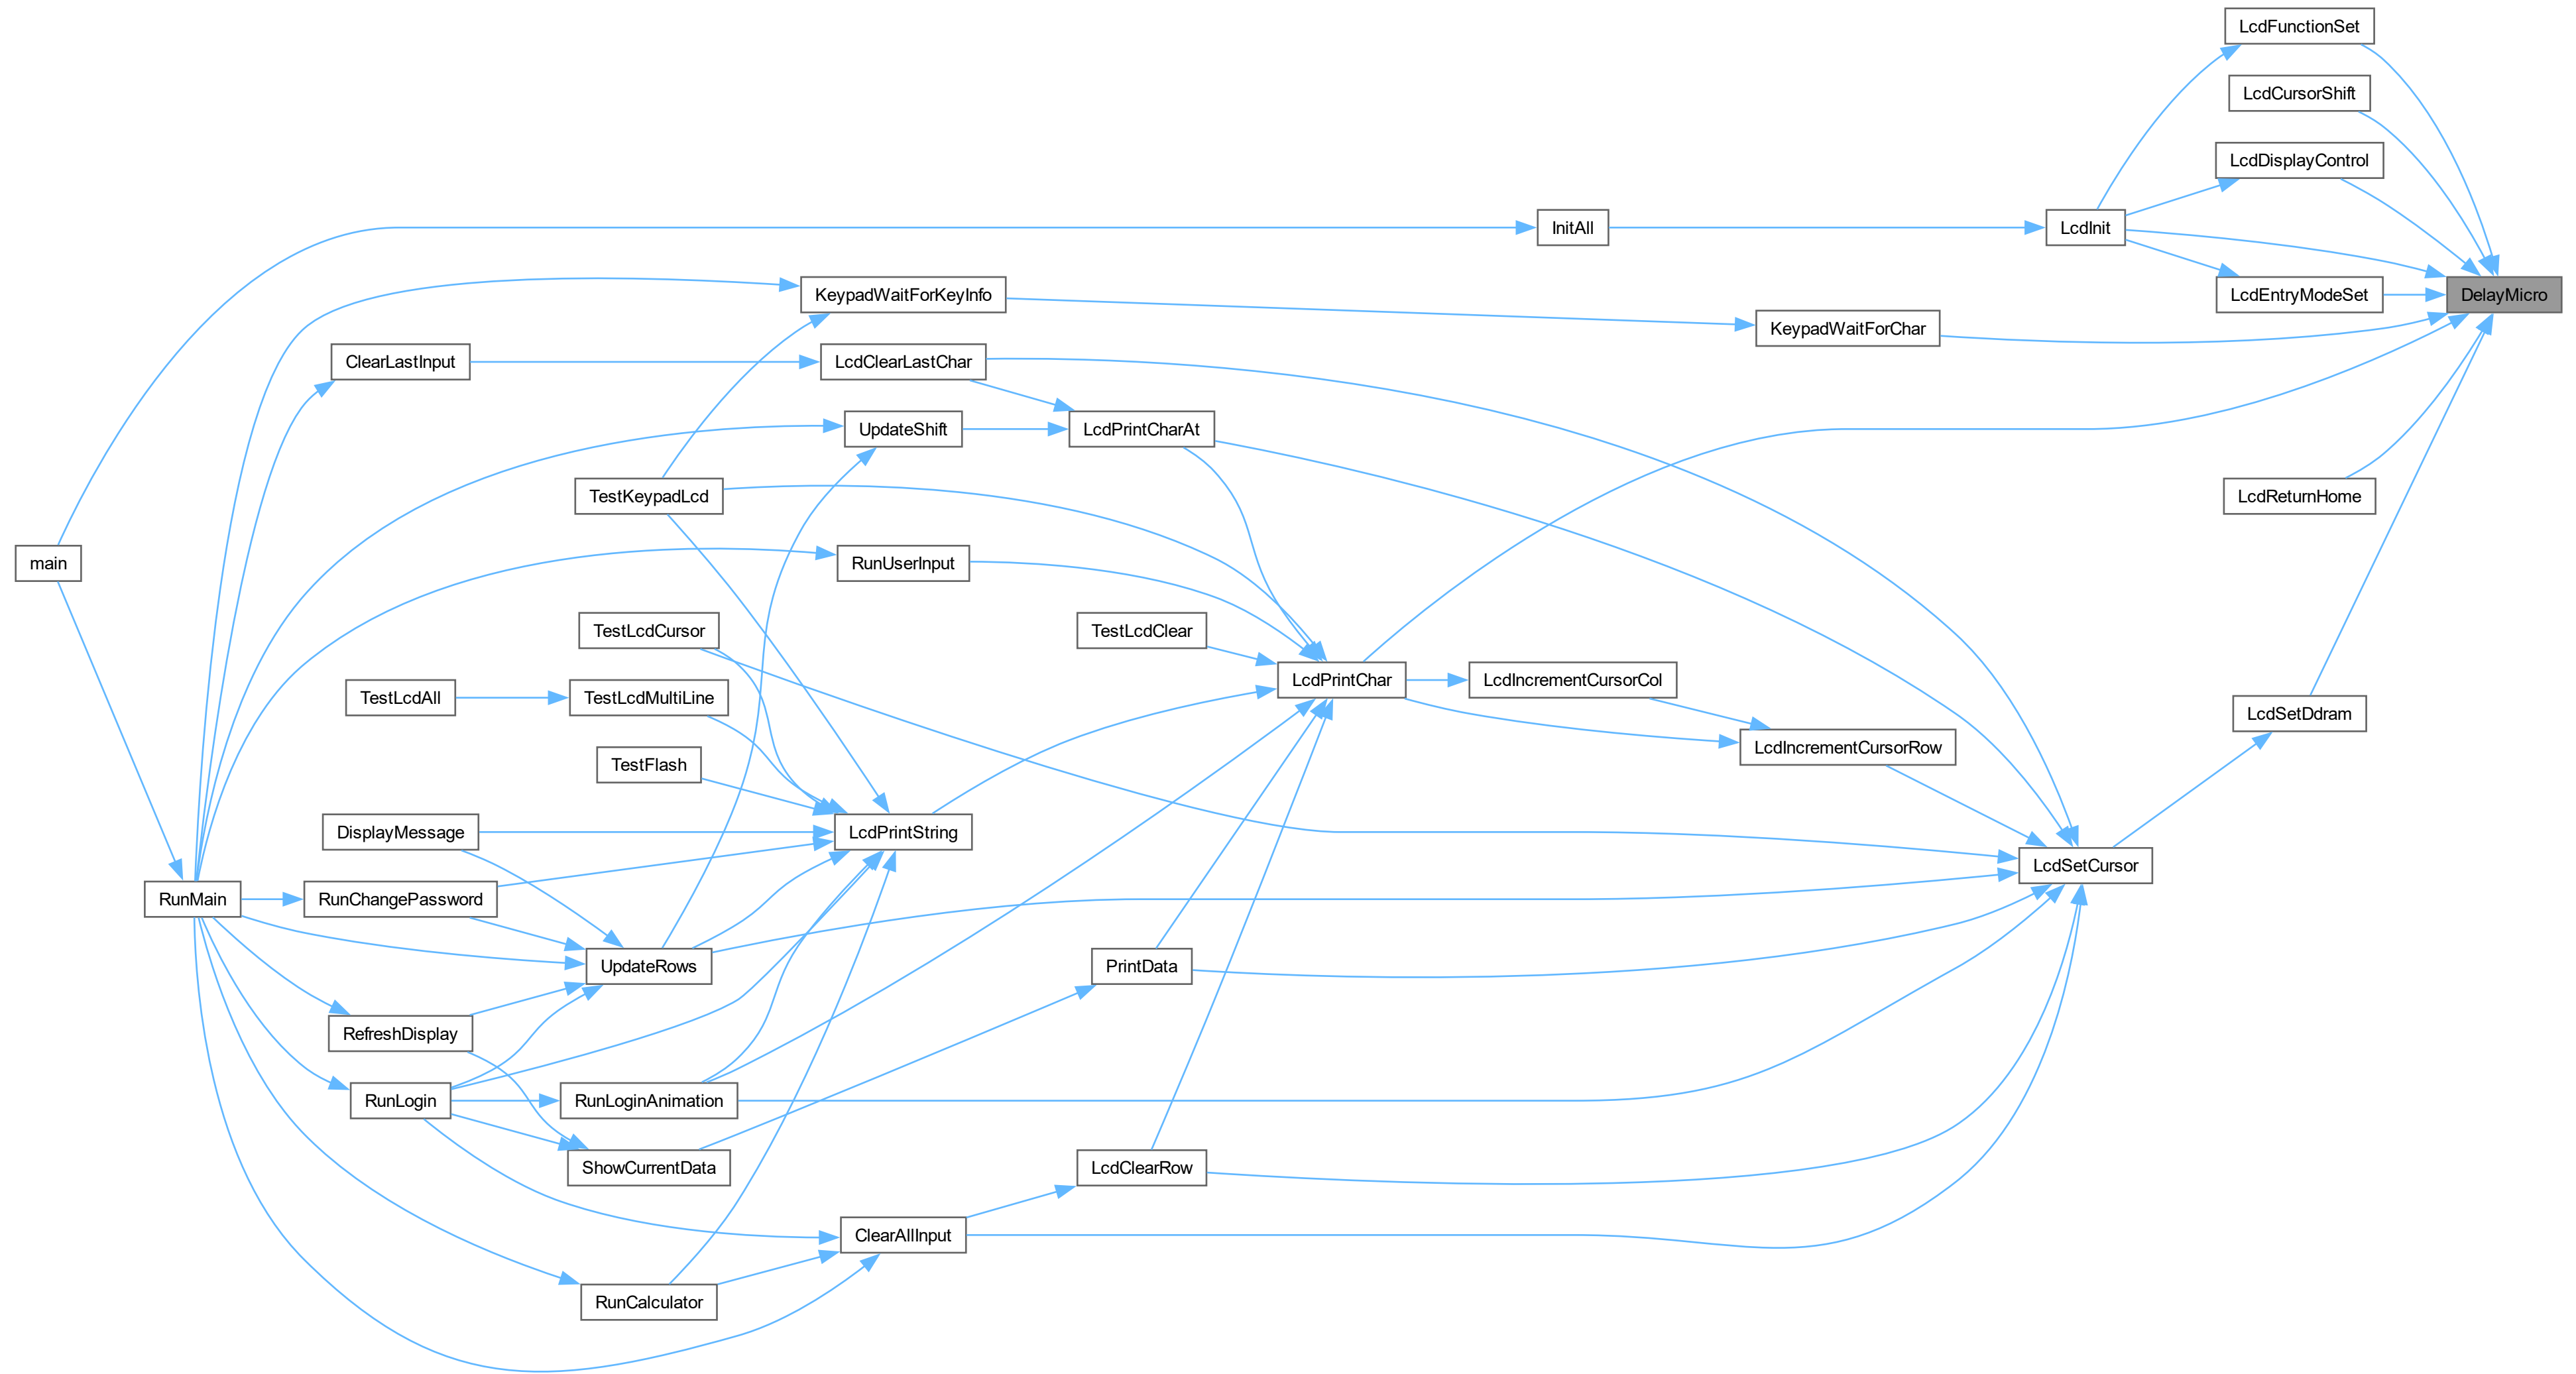 LcdFunctionSet
LcdCursorShift
LcdDisplayControl
InitAll
LcdInit
KeypadWaitForKeyInfo
LcdEntryModeSet
DelayMicro
KeypadWaitForChar
ClearLastInput
LcdClearLastChar
UpdateShift
LcdPrintCharAt
TestKeypadLcd
LcdReturnHome
main
RunUserInput
TestLcdCursor
TestLcdClear
LcdPrintChar
LcdIncrementCursorCol
TestLcdAll
TestLcdMultiLine
LcdSetDdram
LcdIncrementCursorRow
TestFlash
DisplayMessage
LcdPrintString
LcdSetCursor
RunMain
RunChangePassword
UpdateRows
PrintData
RefreshDisplay
RunLogin
RunLoginAnimation
ShowCurrentData
LcdClearRow
ClearAllInput
RunCalculator